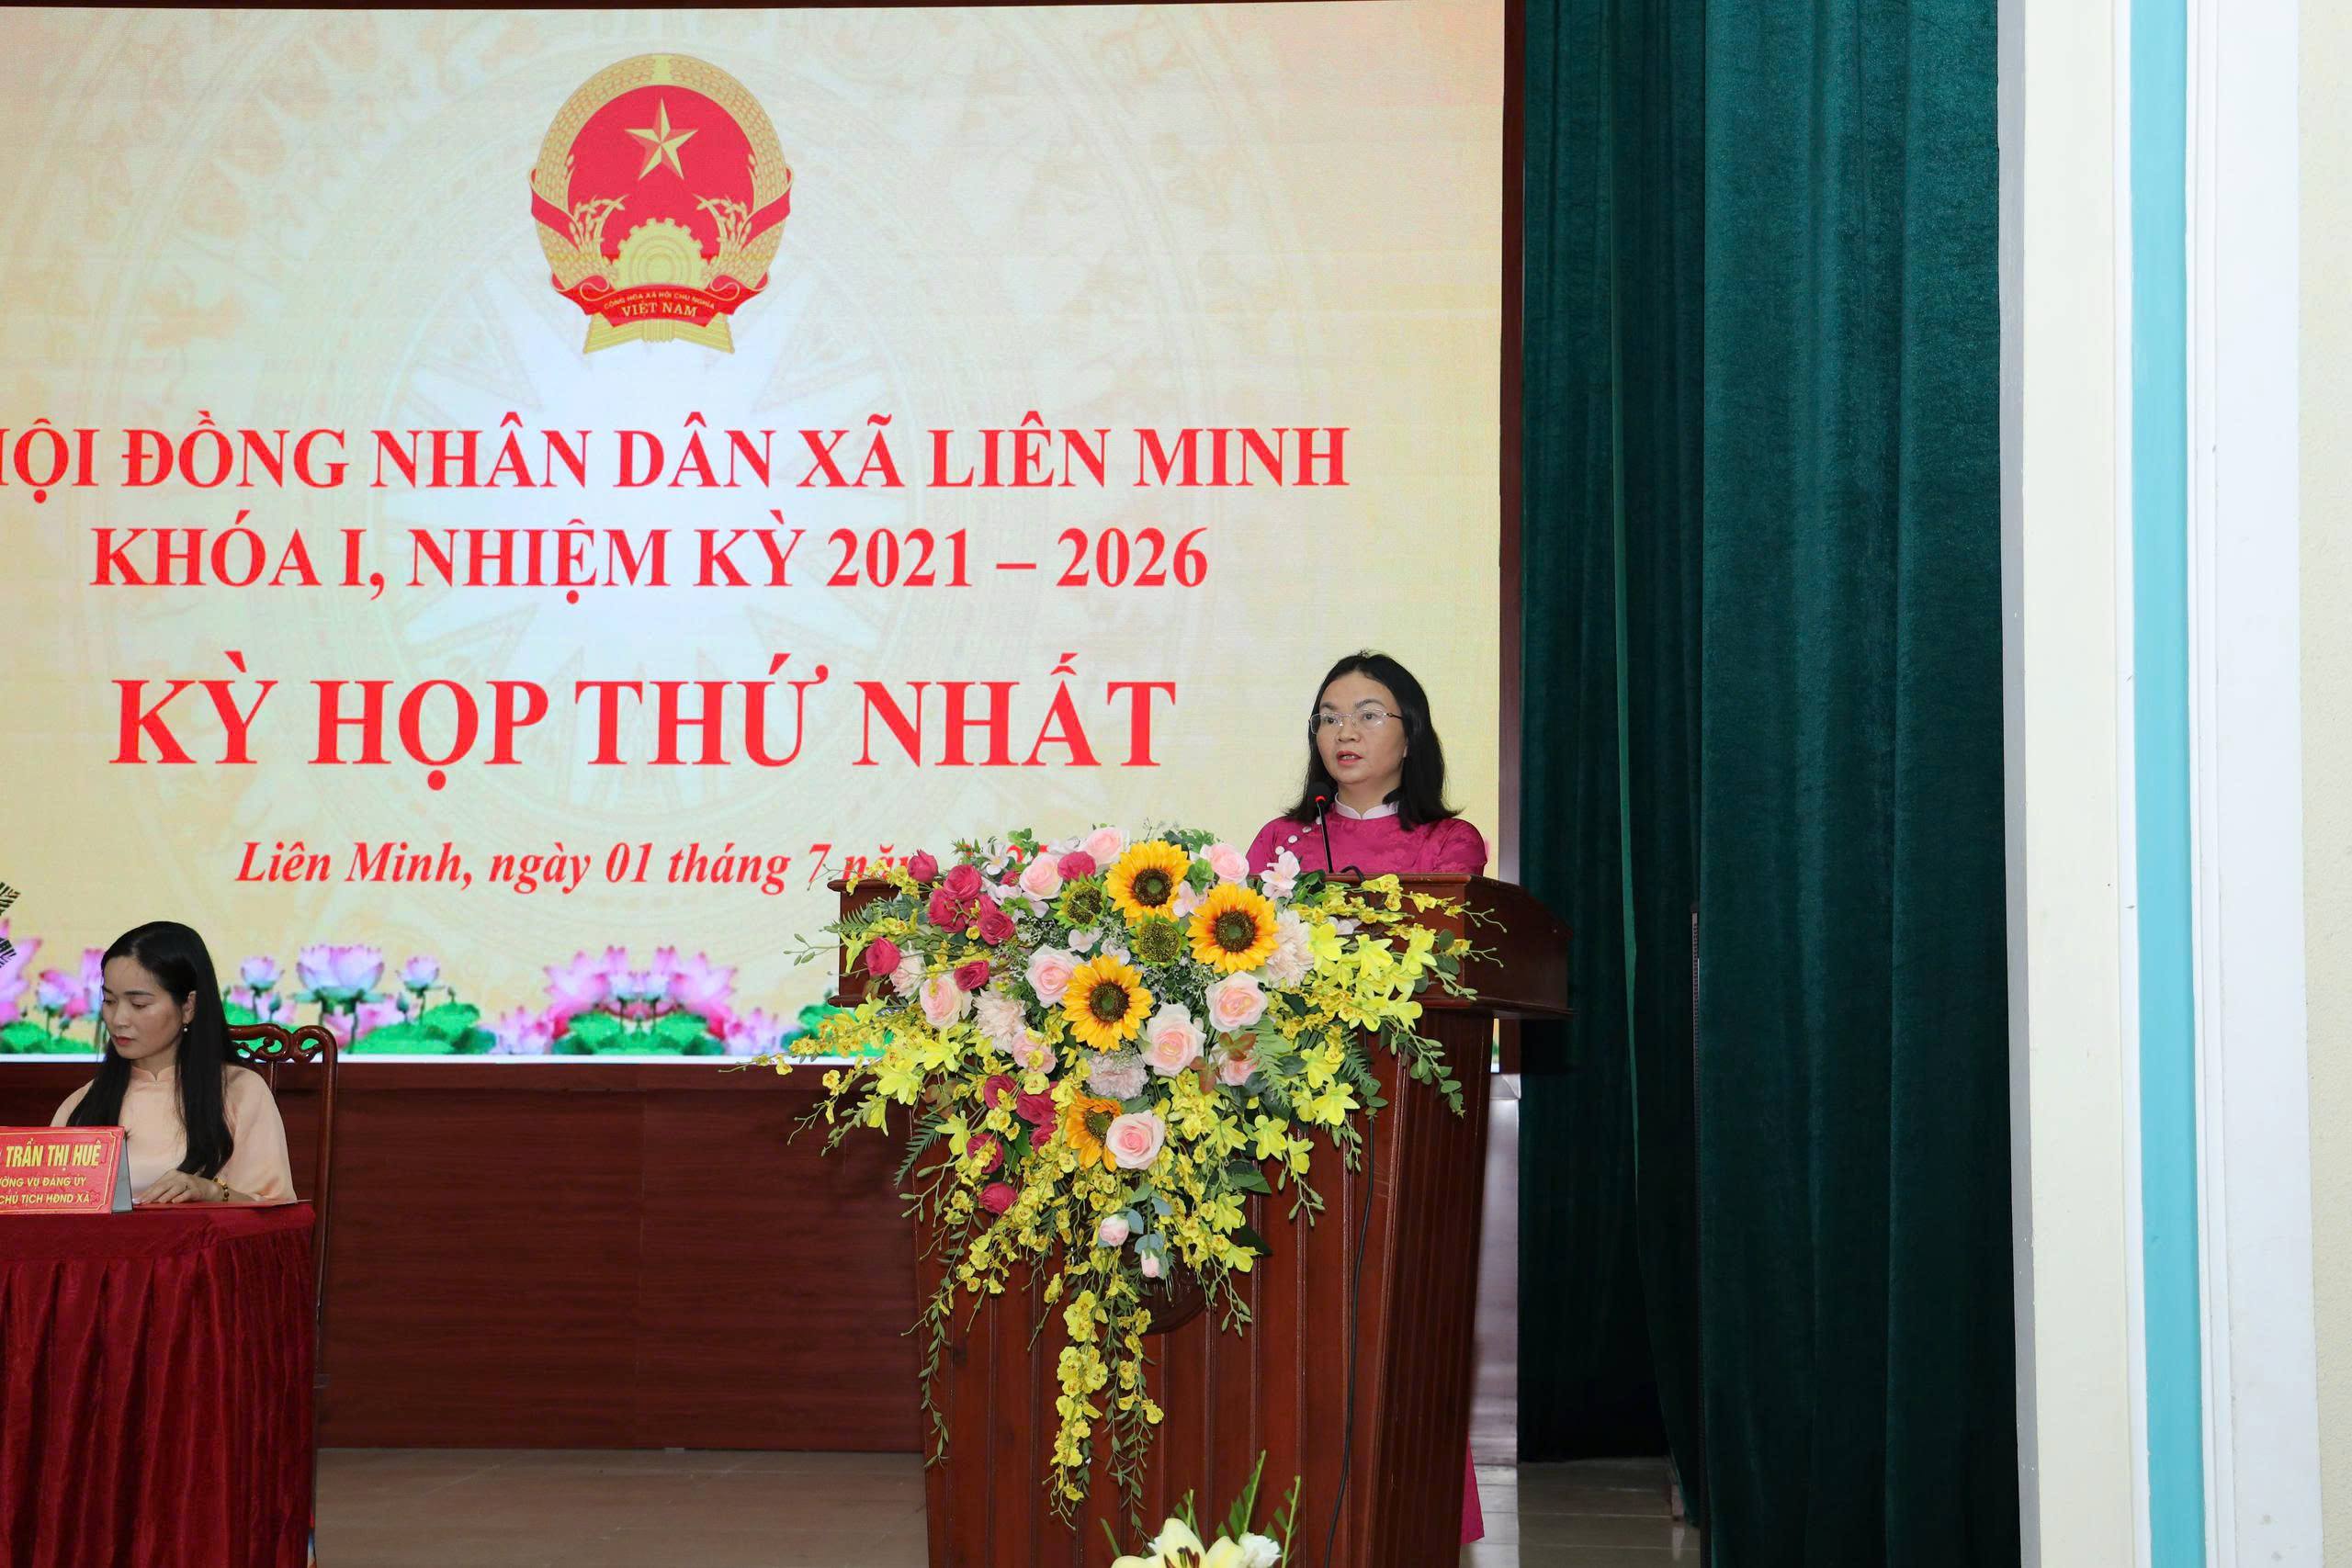 CỘNG HÒA XÃ HỘI CHỦ NGHĨA
VIỆT NAM
HỘI ĐỒNG NHÂN DÂN XÃ LIÊN MINH
KHÓA I, NHIỆM KỲ 2021 – 2026
KỲ HỌP THỨ NHẤT
Liên Minh, ngày 01 tháng 7 năm
TRẦN THỊ HUÊ
VỤ ĐẢNG ỦY
CHỦ TỊCH HĐND XÃ